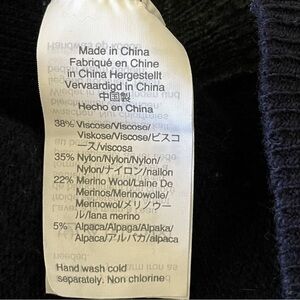 Made in China
Fabriqué en Chine
in China Hergestellt
Vervaardigd in China
中国製
Hecho en China
38% Viscose/Viscose/
Viskose/Viscose/ビスコ
ース/viscosa
35% Nylon/Nylon/Nylon/
Nylon/ナイロン/nailon
22% Merino Wool/Laine De
Merinos/Merinowolle/
Merinowol/メリノウー
ル/lana merino
5% Alpaca/Alpaga/Alpaka/
Alpaca/アルパカ/alpaca
Hand wash cold
separately. Non chlorine